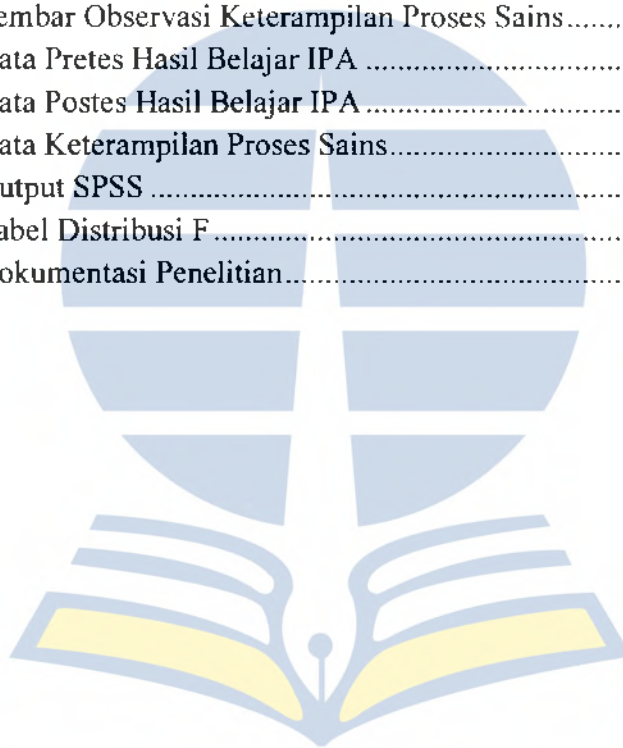 embar Observasi Keterampilan Proses Sains.......
ata Pretes Hasil Belajar IPA ................................
ata Postes Hasil Belajar IPA ................................
ata Keterampilan Proses Sains.............................
utput SPSS .........................................................
abel Distribusi F..................................................
okumentasi Penelitian.........................................